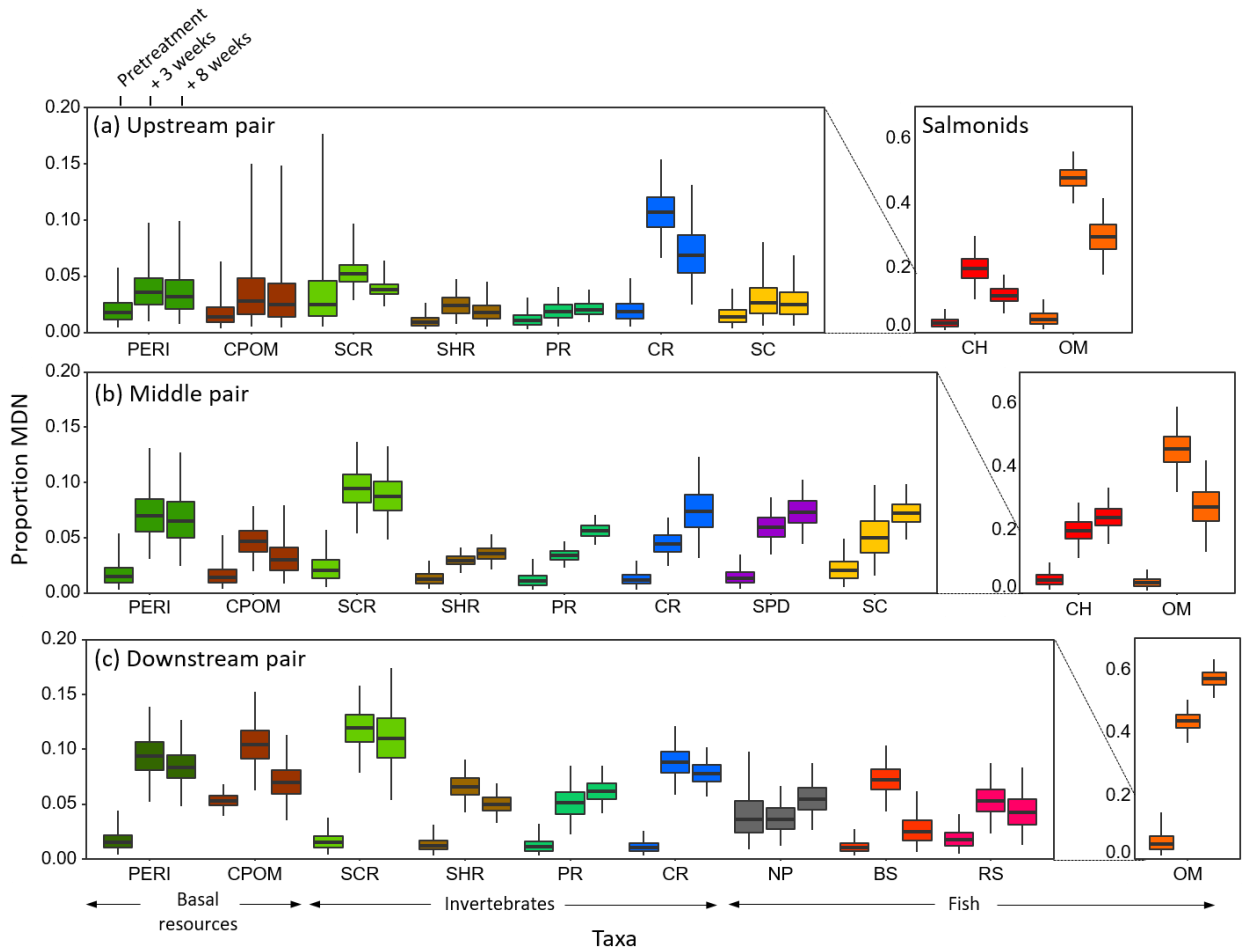 Pretreatment
+ 3 weeks
+ 8 weeks
Proportion MDN
(a) Upstream pair
0.20
0.15
0.10
0.05
0.00
PERI CPOM SCR SHR PR CR SC
Salmonids
0.6
0.4
0.2
0.0
CH OM
(b) Middle pair
0.20
0.15
0.10
0.05
0.00
PERI CPOM SCR SHR PR CR SPD SC
0.6
0.4
0.2
0.0
CH OM
(c) Downstream pair
0.20
0.15
0.10
0.05
0.00
PERI CPOM SCR SHR PR CR NP BS RS
0.6
0.4
0.2
0.0
OM
Basal
resources
Invertebrates
Fish
Taxa